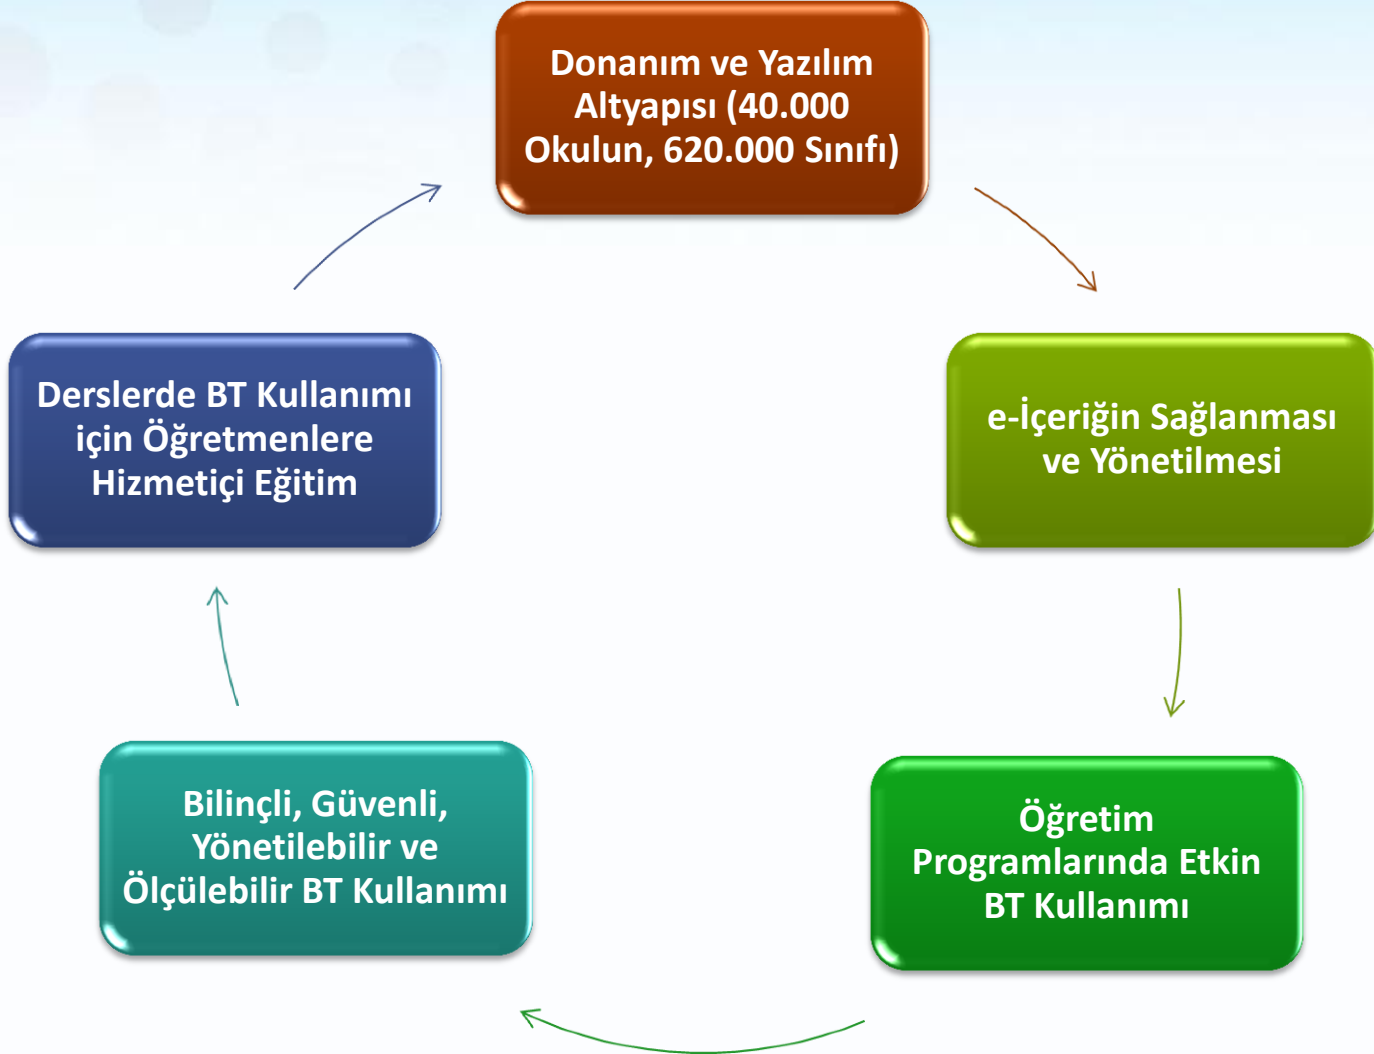 Donanım ve Yazılım
Altyapısı (40.000
Okulun, 620.000 Sınıfı)
e-İçeriğin Sağlanması
ve Yönetilmesi
Öğretim
Programlarında Etkin
BT Kullanımı
Bilinçli, Güvenli,
Yönetilebilir ve
Ölçülebilir BT Kullanımı
Derslerde BT Kullanımı
için Öğretmenlere
Hizmetiçi Eğitim